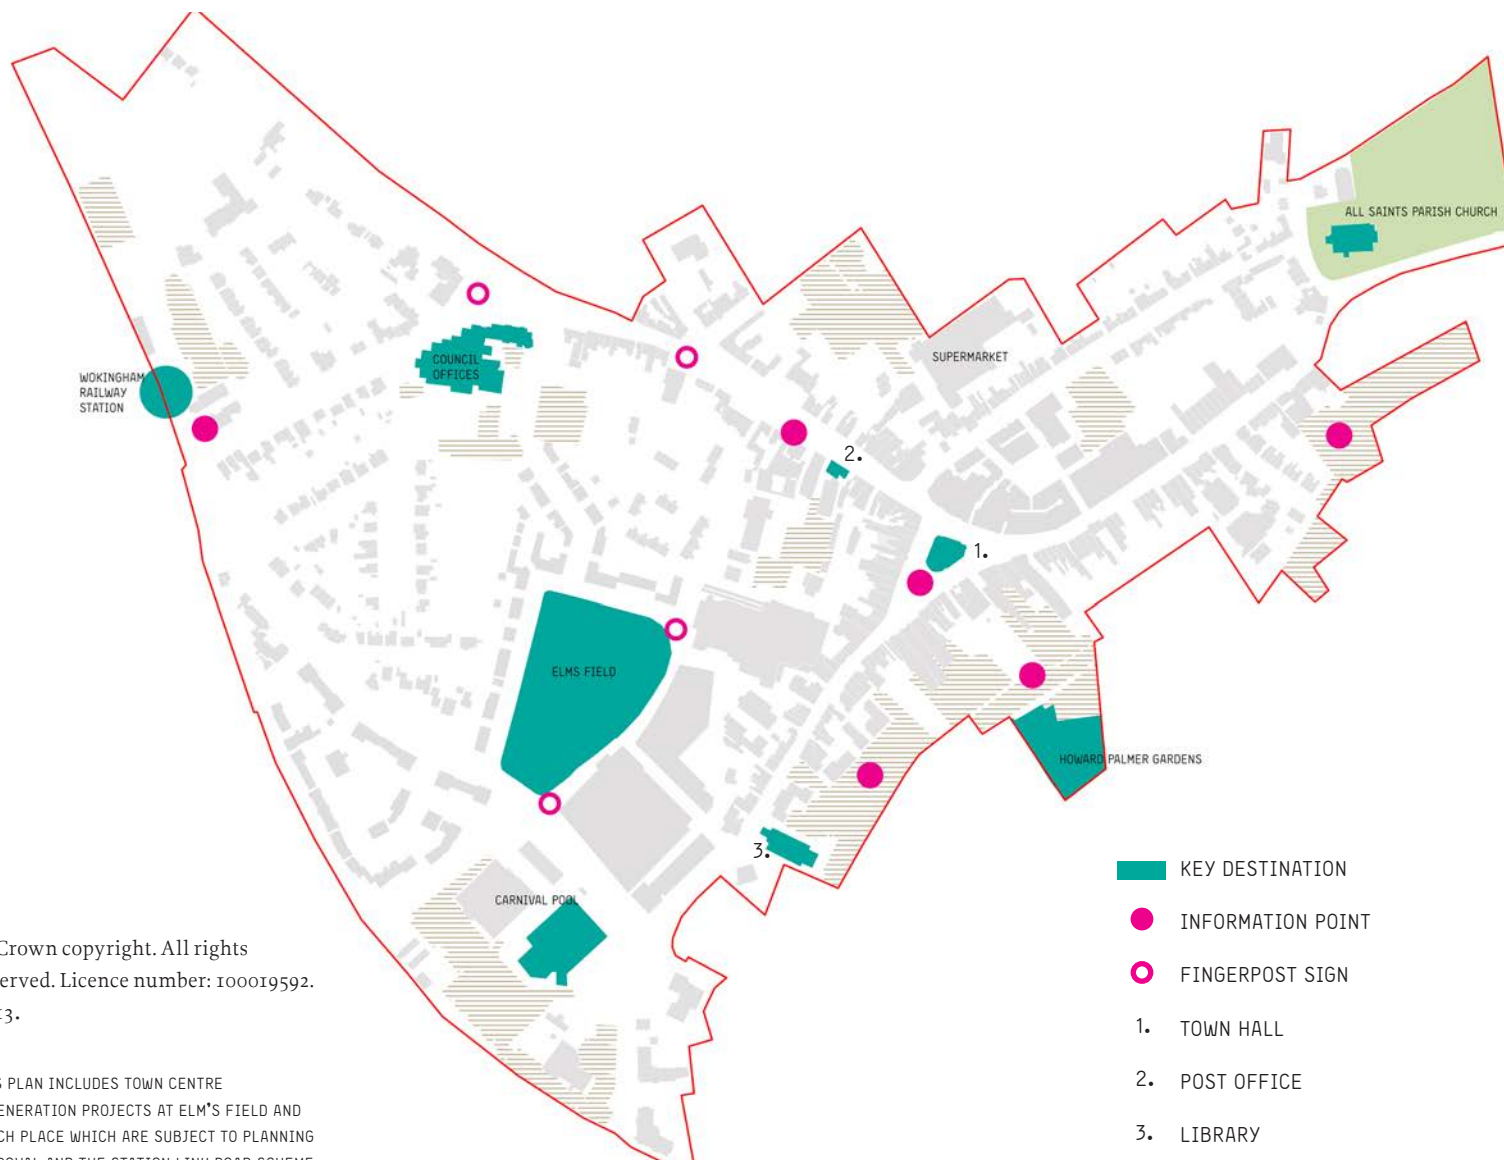 ALL SAINTS PARISH CHURCH
COUNCIL
OFFICES
SUPERMARKET
WOKINGHAM
RAILWAY
STATION
2.
1.
ELMS FIELD
HOWARD PALMER GARDENS
3.
CARNIVAL POOL
KEY DESTINATION
INFORMATION POINT
FINGERPOST SIGN
1. TOWN HALL
2. POST OFFICE
3. LIBRARY
Crown copyright. All rights
erved. Licence number: 100019592.
13.
S PLAN INCLUDES TOWN CENTRE
ENERATION PROJECTS AT ELM'S FIELD AND
CH PLACE WHICH ARE SUBJECT TO PLANNING